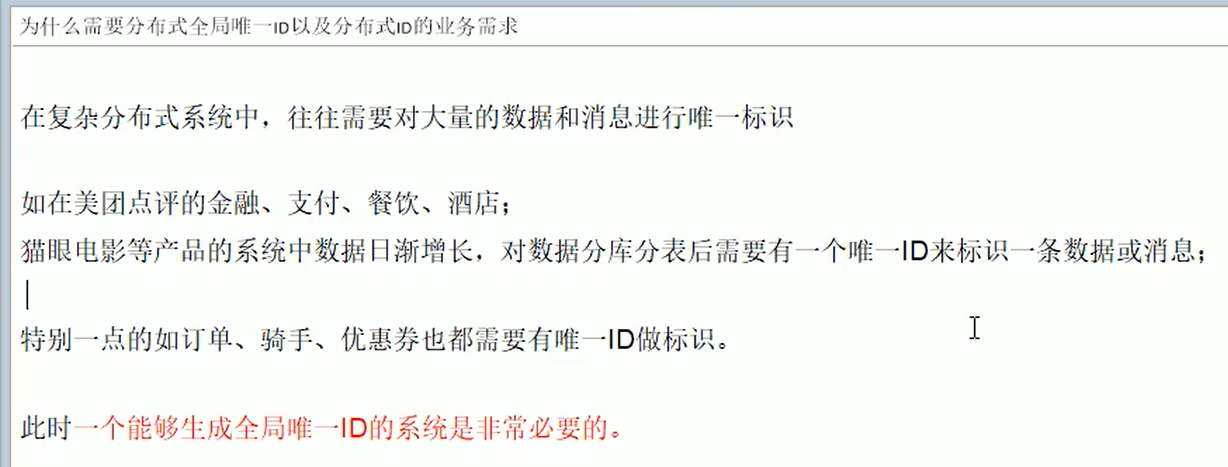 为什么需要分布式全局唯一ID以及分布式ID的业务需求
在复杂分布式系统中，往往需要对大量的数据和消息进行唯一标识
如在美团点评的金融、支付、餐饮、酒店；
猫眼电影等产品的系统中数据日渐增长，对数据分库分表后需要有一个唯一ID来标识一条数据或消息；
特别一点的如订单、骑手、优惠券也都需要有唯一ID做标识。
此时一个能够生成全局唯一ID的系统是非常必要的。